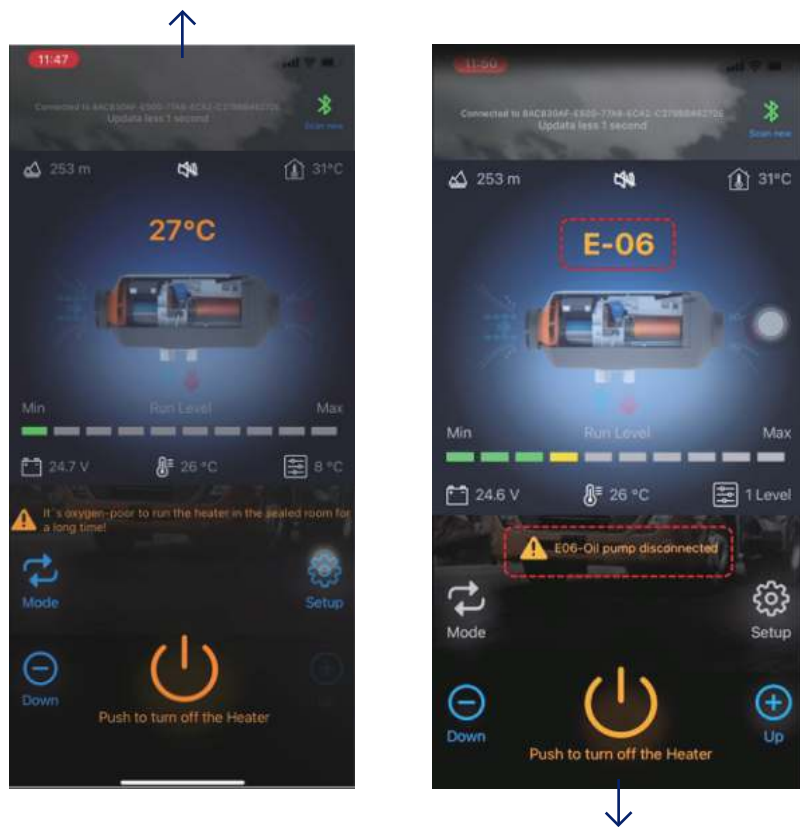 11:47
Updata less 1 second
Scan new
253 m
31°C
27°C
Min Run Level Max
24.7 V
26 °C
8 °C
It`s oxygen-poor to run the heater in the sealed room for
a long time!
Mode
Setup
Down
Up
Push to turn off the Heater
11:50
Updata less 1 second
Scan new
253 m
31°C
E-06
Min Run Level Max
24.6 V
26 °C
1 Level
E06-Oil pump disconnected
Mode
Setup
Down
Up
Push to turn off the Heater